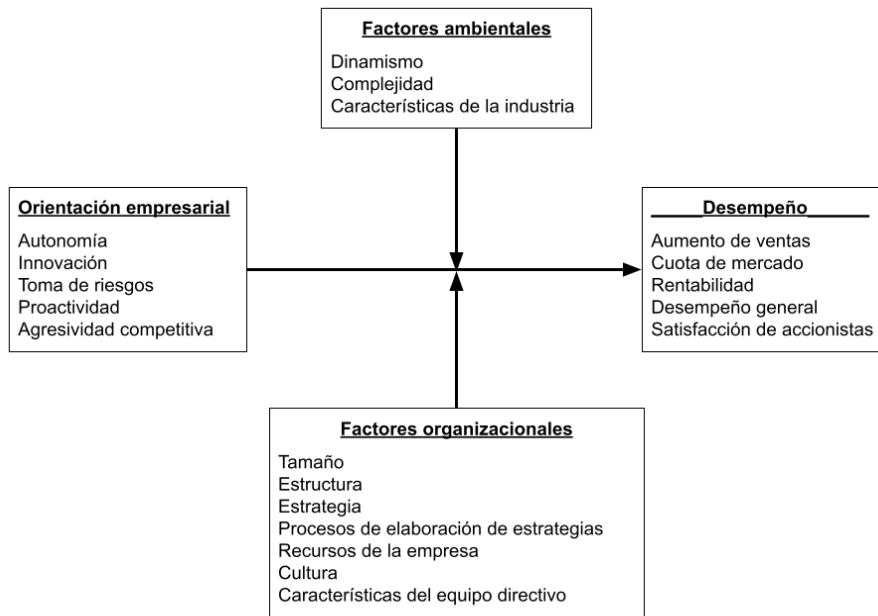 Factores ambientales
Dinamismo
Complejidad
Características de la industria
Orientación empresarial
Autonomía
Innovación
Toma de riesgos
Proactividad
Agresividad competitiva
_____Desempeño______
Aumento de ventas
Cuota de mercado
Rentabilidad
Desempeño general
Satisfacción de accionistas
Factores organizacionales
Tamaño
Estructura
Estrategia
Procesos de elaboración de estrategias
Recursos de la empresa
Cultura
Características del equipo directivo